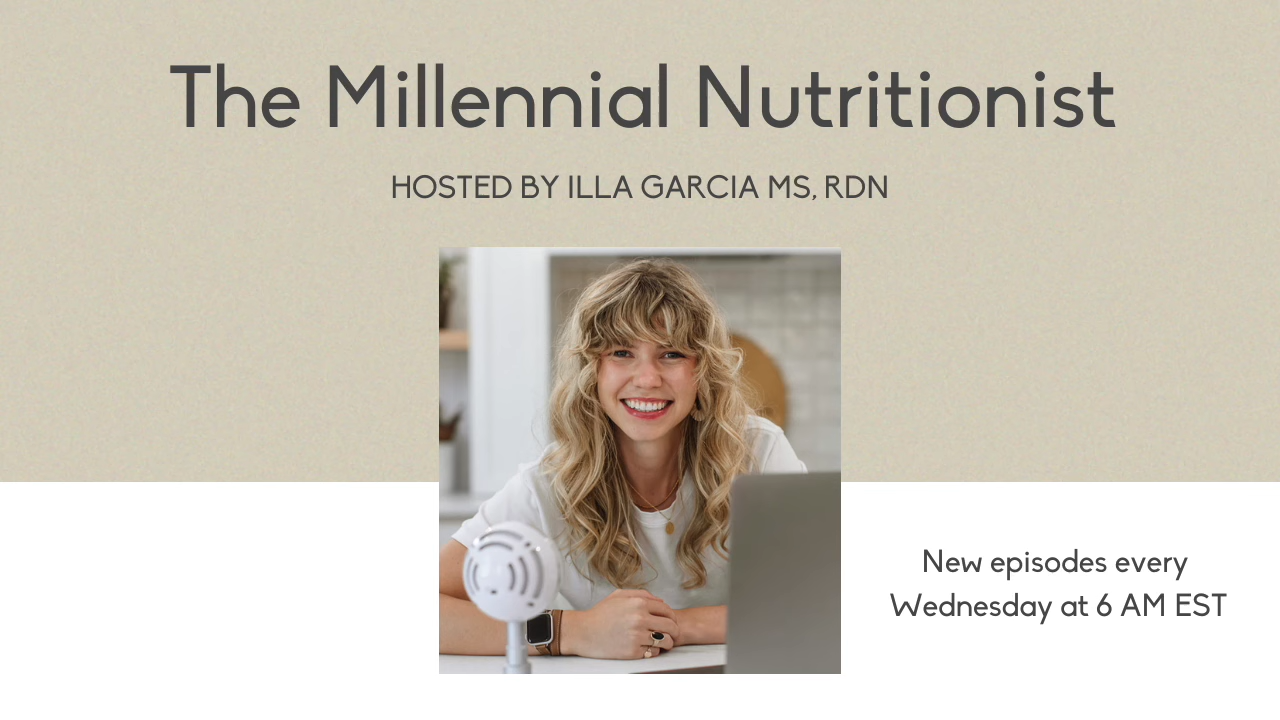 The Millennial Nutritionist
HOSTED BY ILLA GARCIA MS, RDN
New episodes every
Wednesday at 6 AM EST